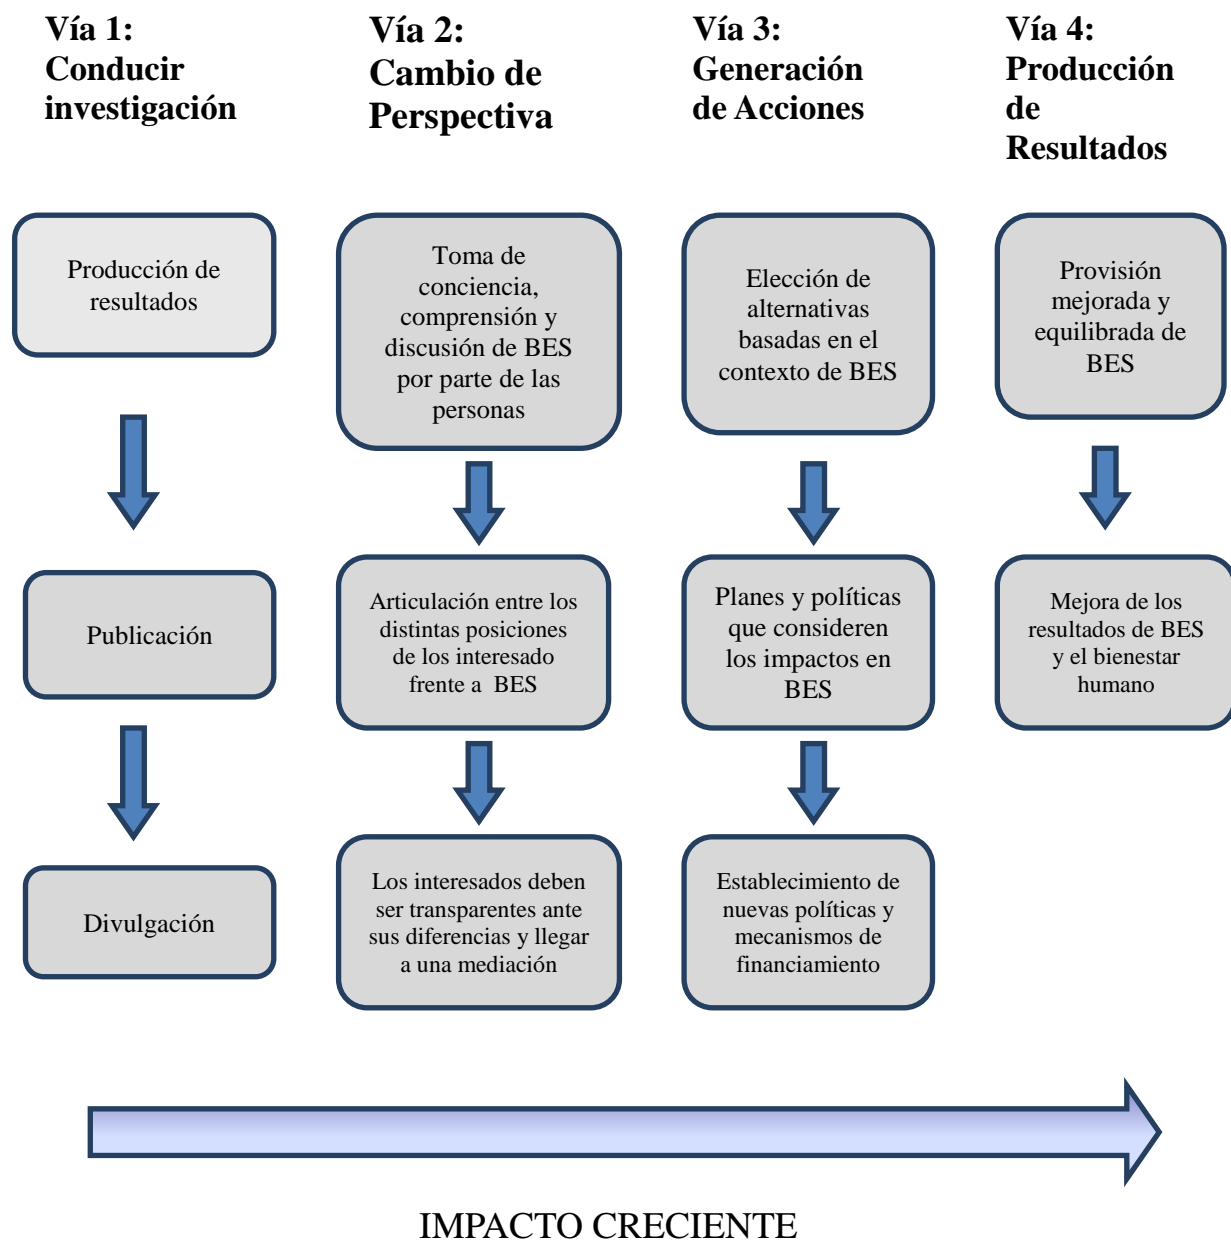 Vía 1:
Conducir
investigación
Vía 2:
Cambio de
Perspectiva
Vía 3:
Generación
de Acciones
Vía 4:
Producción
de
Resultados
Producción de
resultados
Publicación
Divulgación
Toma de
conciencia,
comprensión y
discusión de BES
por parte de las
personas
Articulación entre los
distintas posiciones
de los interesado
frente a BES
Los interesados deben
ser transparentes ante
sus diferencias y llegar
a una mediación
Elección de
alternativas
basadas en el
contexto de BES
Planes y políticas
que consideren
los impactos en
BES
Establecimiento de
nuevas políticas y
mecanismos de
financiamiento
Provisión
mejorada y
equilibrada de
BES
Mejora de los
resultados de BES
y el bienestar
humano
IMPACTO CRECIENTE